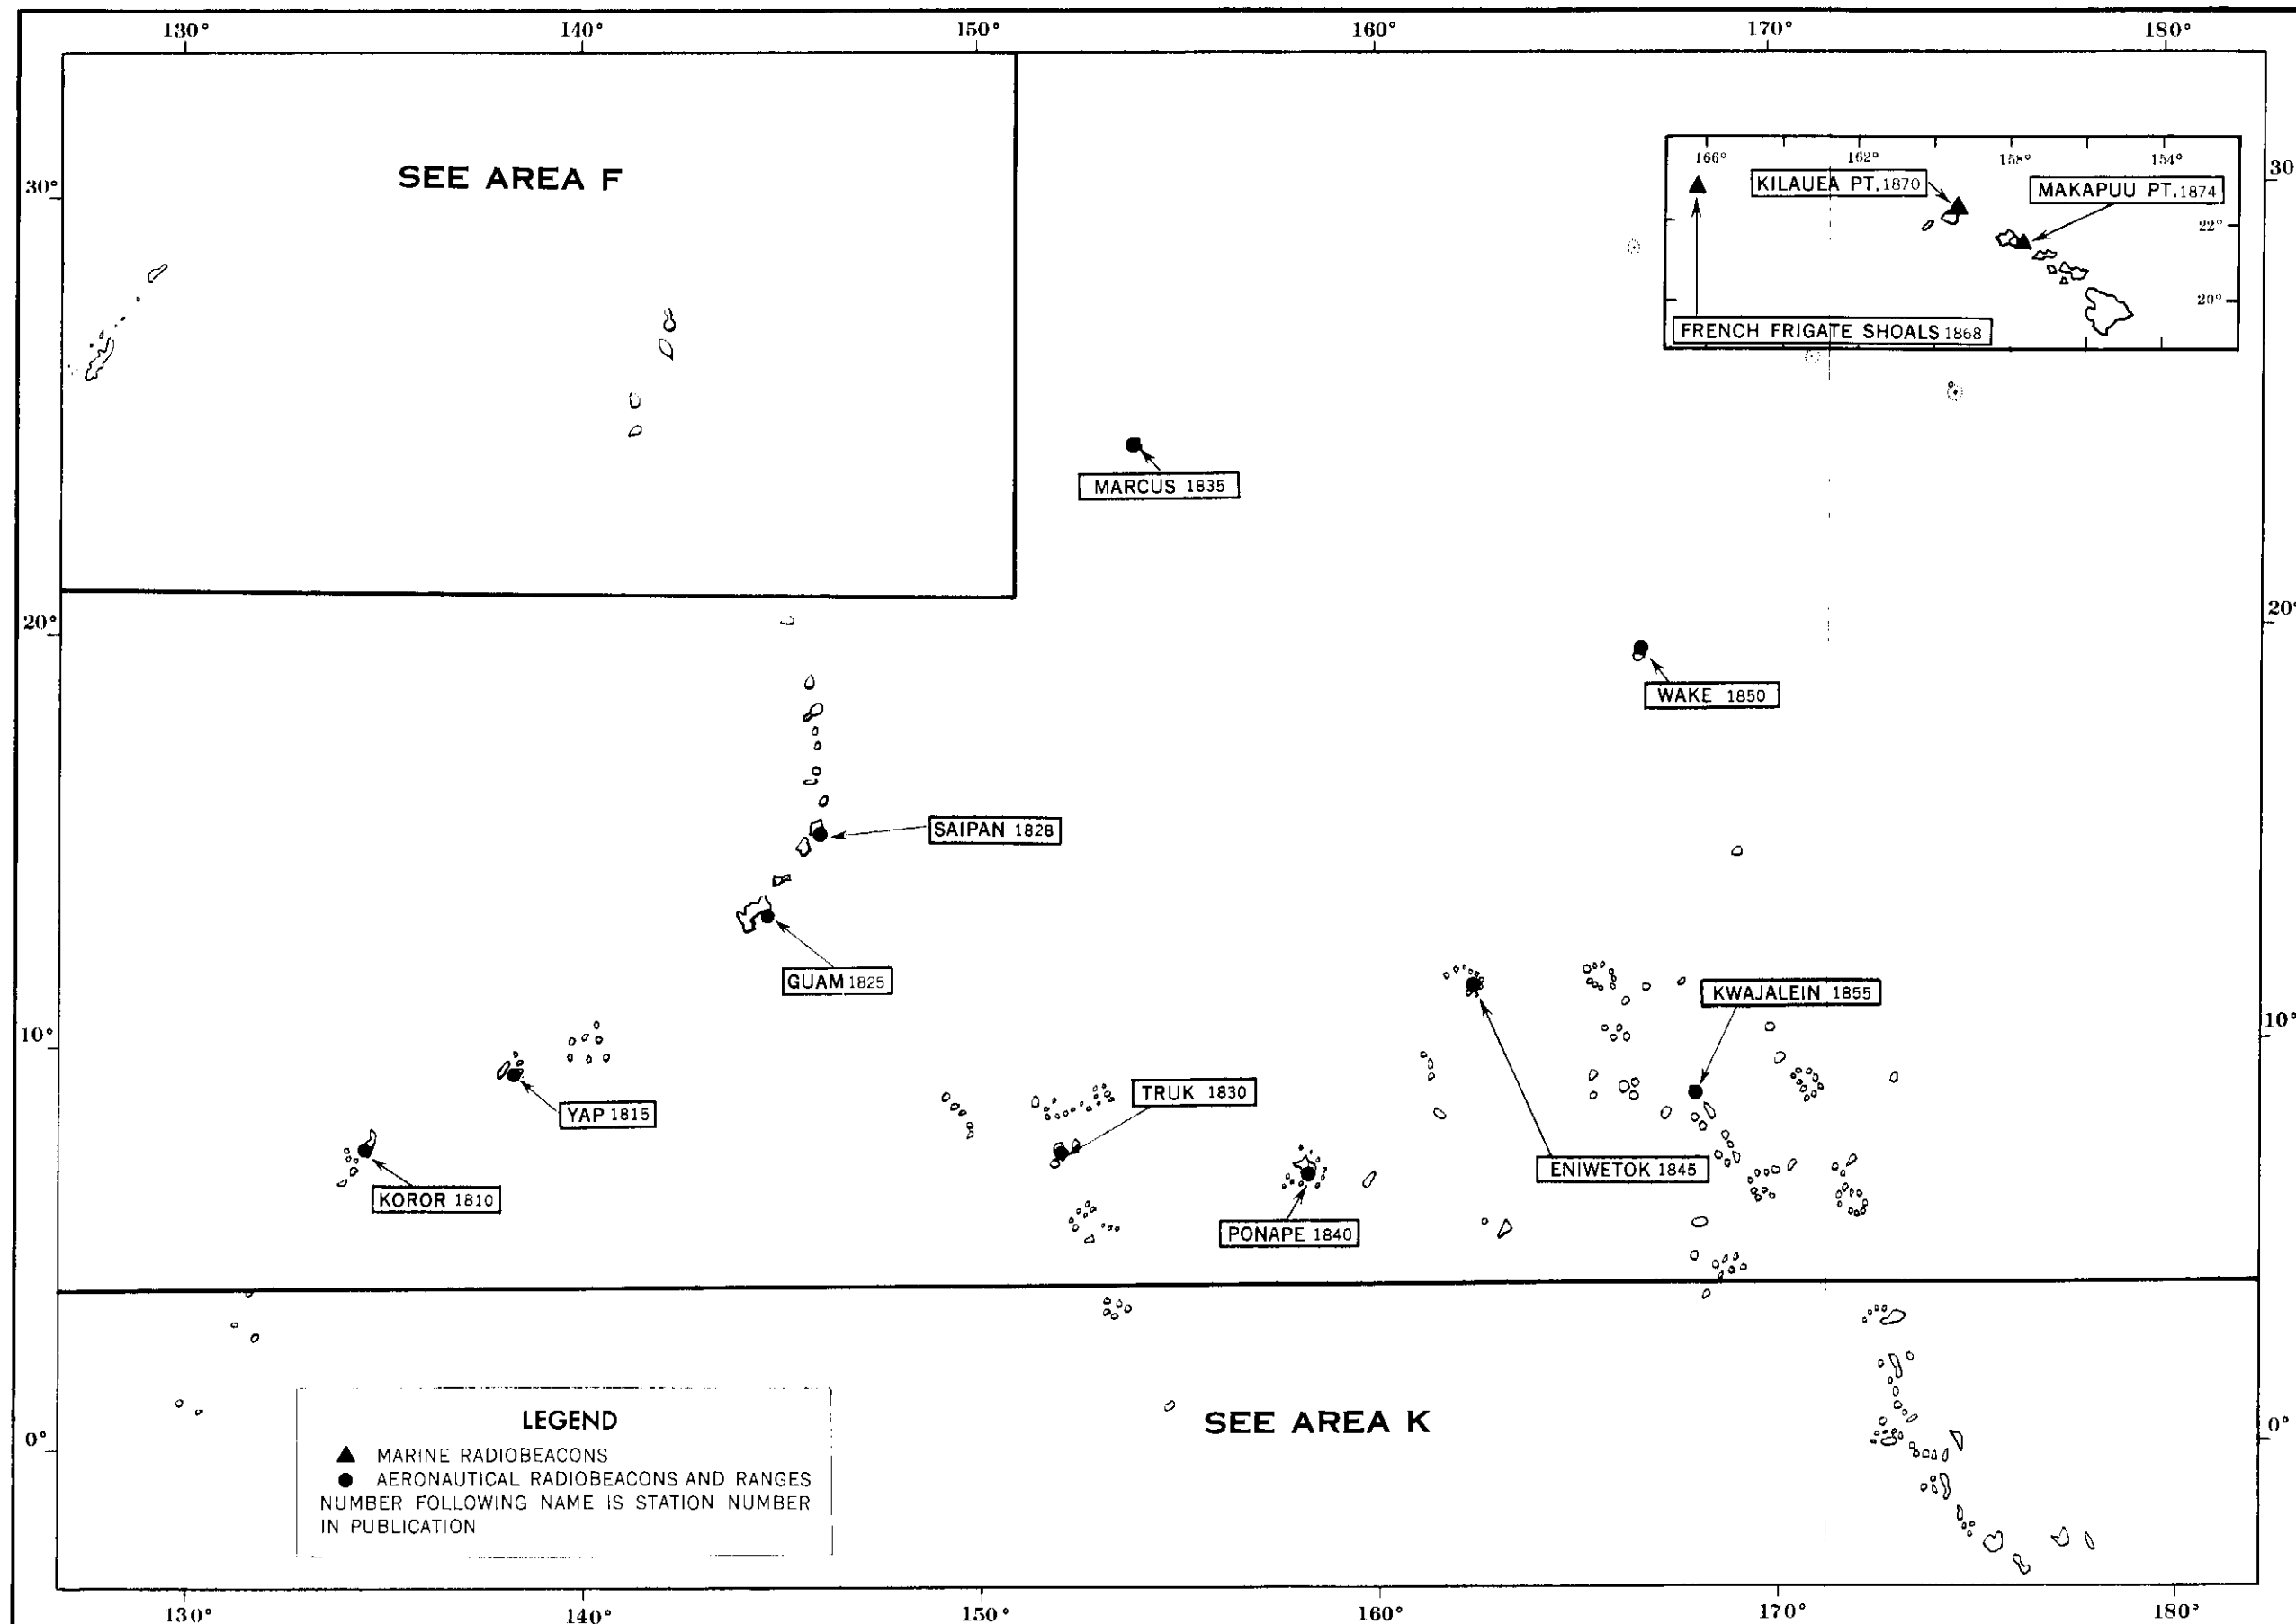 130° 140° 150° 160° 170° 180°
166° 162° 158° 154°
SEE AREA F
30° 30
KILAUEA PT.1870
MAKAPUU PT.1874
22°
20°
FRENCH FRIGATE SHOALS 1868
MARCUS 1835
20° 20°
WAKE 1850
SAIPAN 1828
GUAM 1825
KWAJALEIN 1855
10° 10°
TRUK 1830
YAP 1815
ENIWETOK 1845
KOROR 1810
PONAPE 1840
LEGEND
SEE AREA K
0° 0°
MARINE RADIOBEACONS
AERONAUTICAL RADIOBEACONS AND RANGES
NUMBER FOLLOWING NAME IS STATION NUMBER
IN PUBLICATION
130° 140° 150° 160° 170° 180°